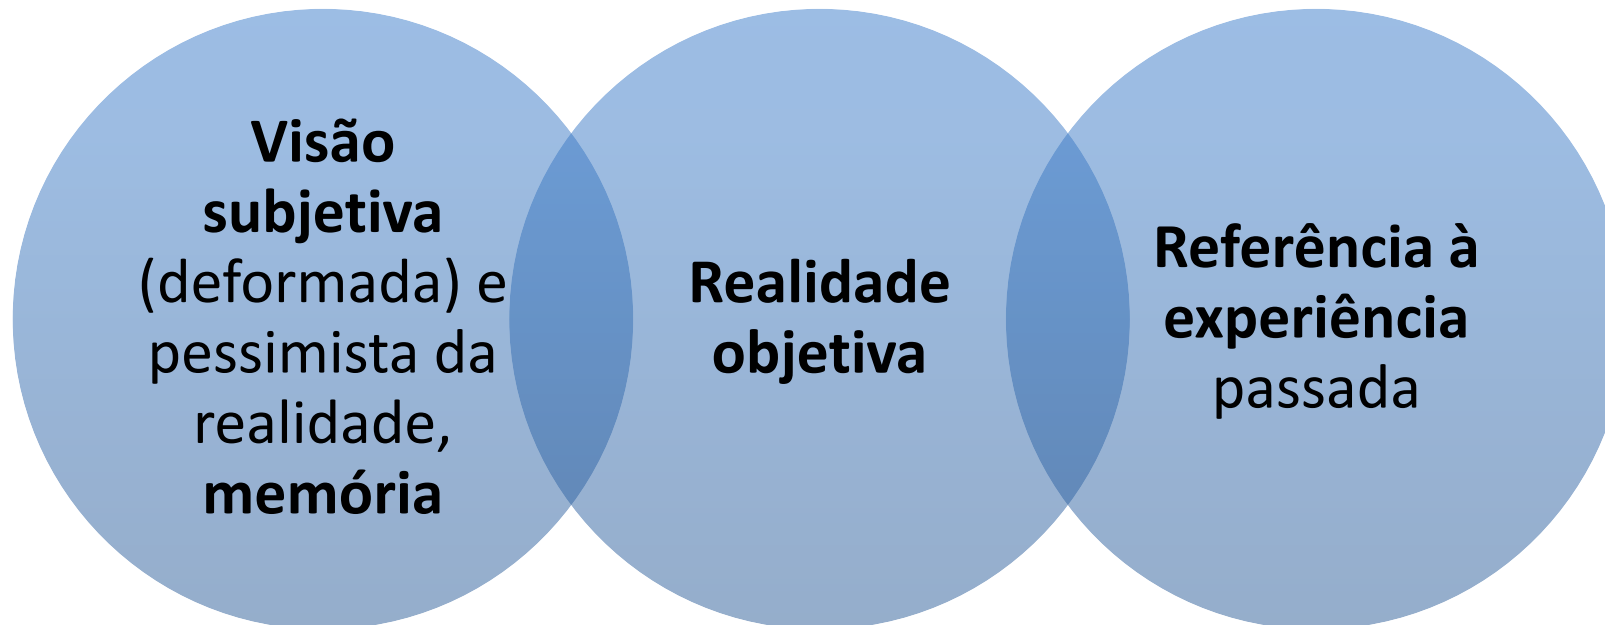 Visão
subjetiva
(deformada) e
pessimista da
realidade,
memória
Realidade
objetiva
Referência à
experiência
passada